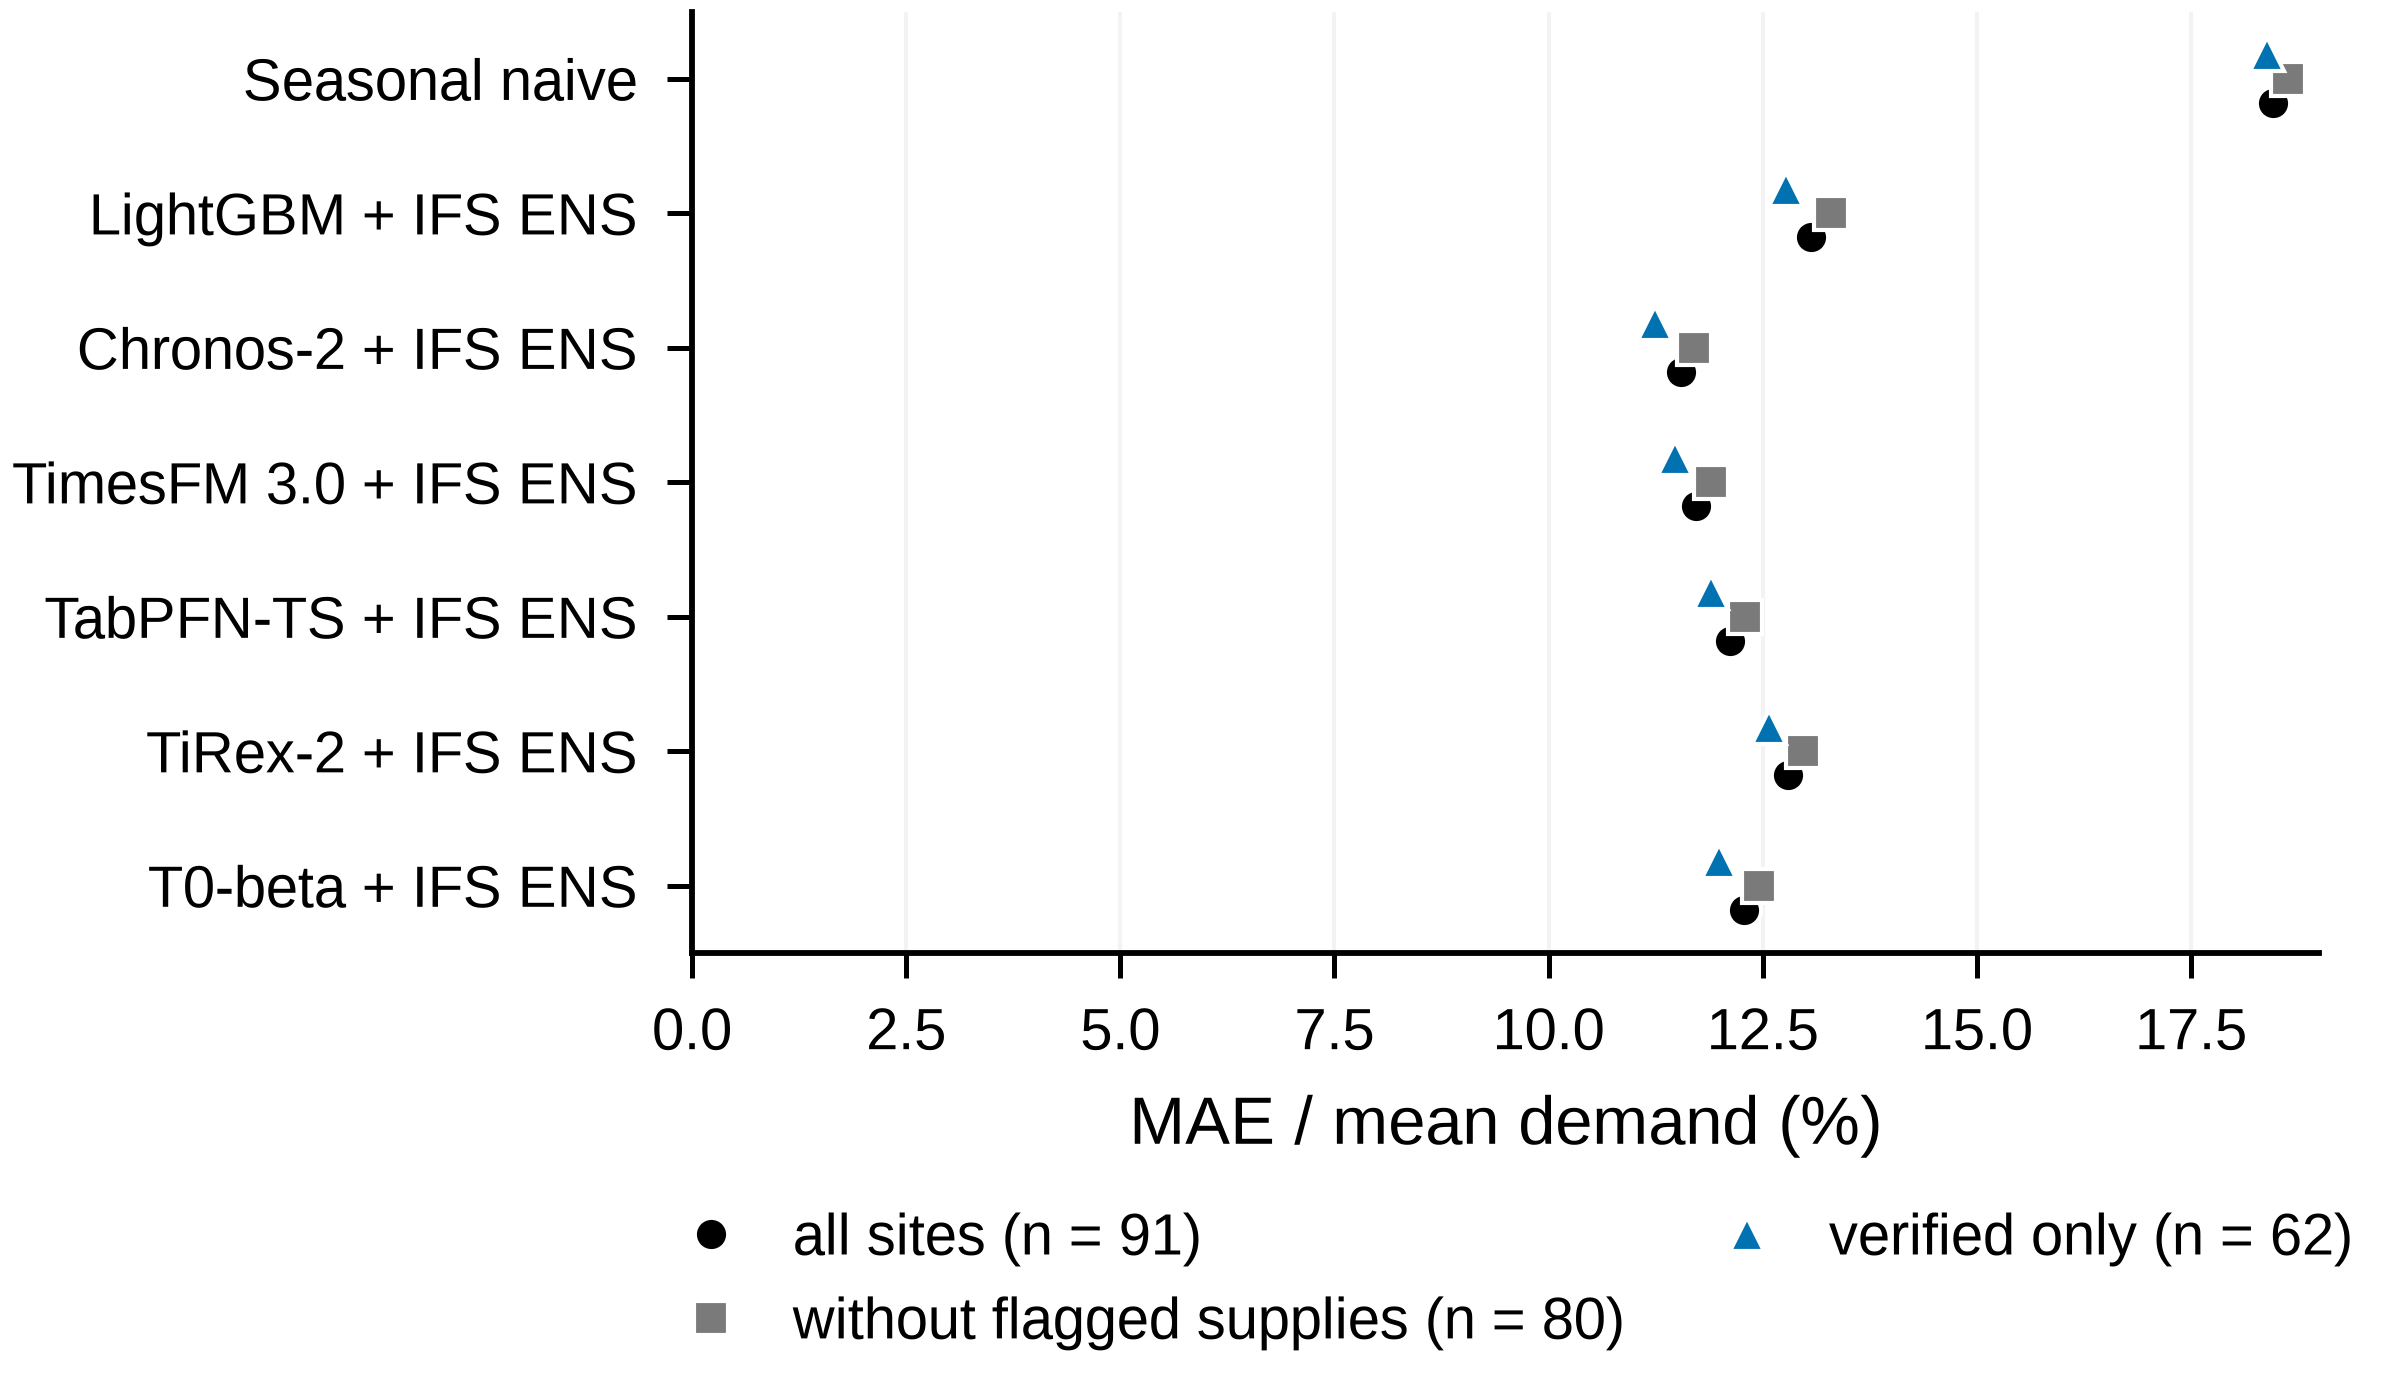 Seasonal naive
LightGBM + IFS ENS
Chronos-2 + IFS ENS
TimesFM 3.0 + IFS ENS
TabPFN-TS + IFS ENS
TiRex-2 + IFS ENS
T0-beta + IFS ENS
0.0 2.5 5.0 7.5 10.0 12.5 15.0 17.5
MAE / mean demand (%)
all sites (n = 91)
without flagged supplies (n = 80)
verified only (n = 62)